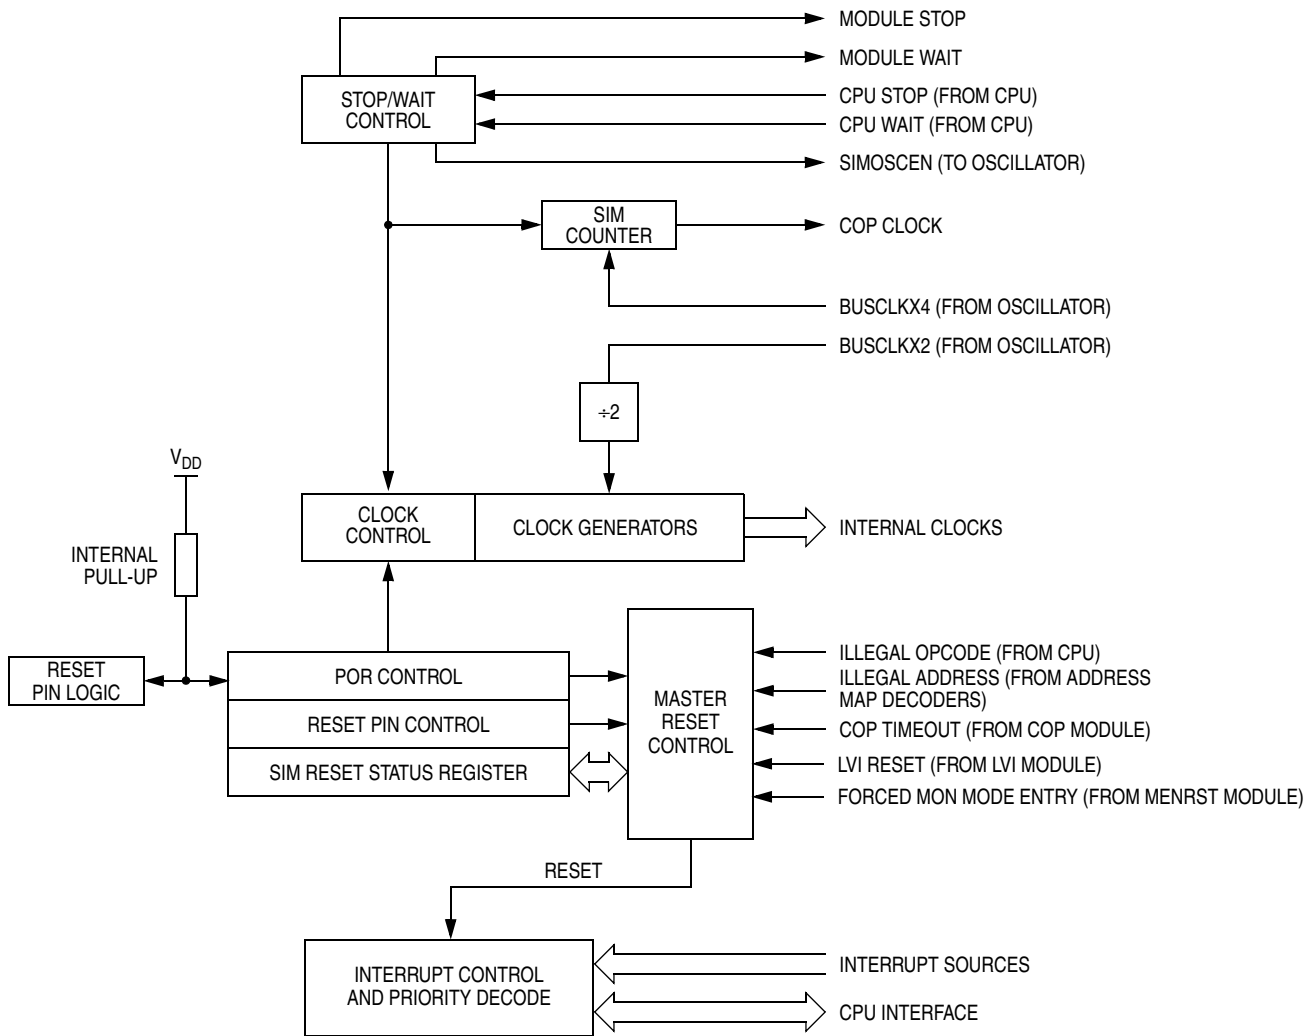 MODULE STOP
MODULE WAIT
STOP/WAIT
CONTROL
CPU STOP (FROM CPU)
CPU WAIT (FROM CPU)
SIMOSCEN (TO OSCILLATOR)
SIM
COUNTER
COP CLOCK
BUSCLKX4 (FROM OSCILLATOR)
BUSCLKX2 (FROM OSCILLATOR)
÷2
VDD
INTERNAL
PULL-UP
CLOCK
CONTROL
CLOCK GENERATORS
INTERNAL CLOCKS
RESET
PIN LOGIC
POR CONTROL
RESET PIN CONTROL
SIM RESET STATUS REGISTER
MASTER
RESET
CONTROL
ILLEGAL OPCODE (FROM CPU)
ILLEGAL ADDRESS (FROM ADDRESS
MAP DECODERS)
COP TIMEOUT (FROM COP MODULE)
LVI RESET (FROM LVI MODULE)
FORCED MON MODE ENTRY (FROM MENRST MODULE)
RESET
INTERRUPT CONTROL
AND PRIORITY DECODE
INTERRUPT SOURCES
CPU INTERFACE